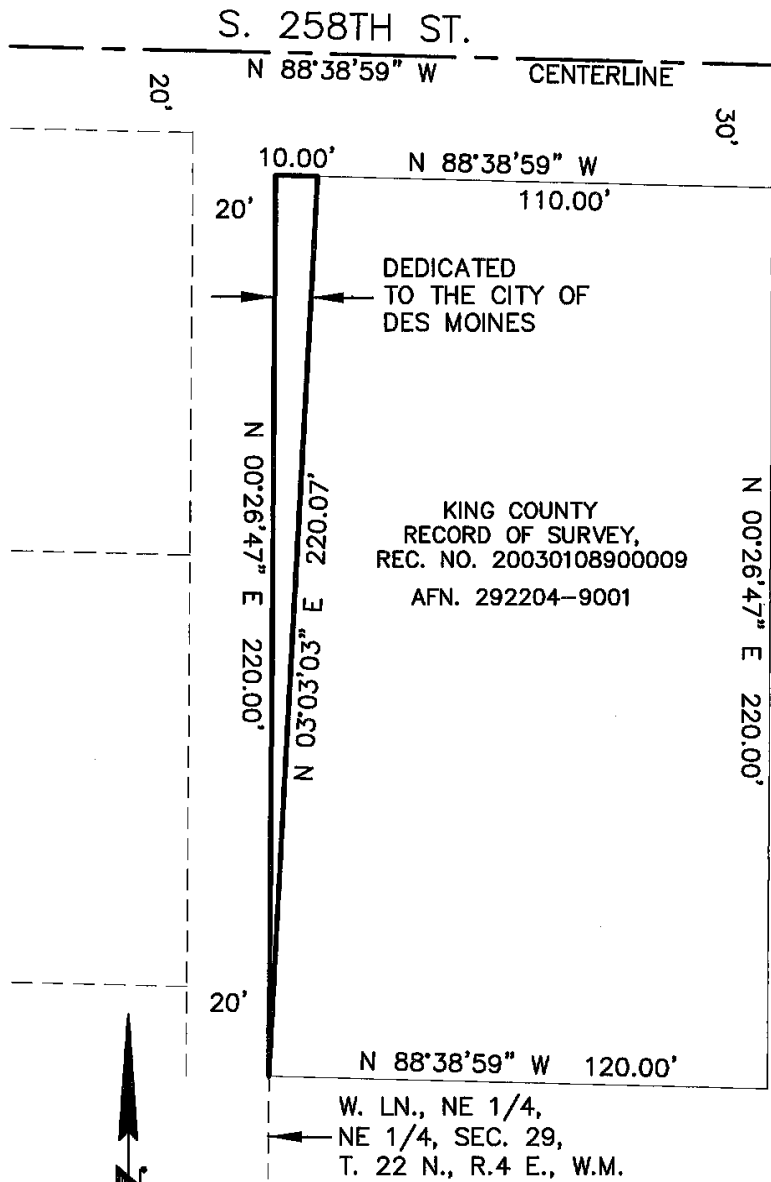 S. 258TH ST.
N 88°38'59" W
CENTERLINE
20'
30'
10.00'
N 88°38'59" W
20'
110.00'
DEDICATED
TO THE CITY OF
DES MOINES
N 00°26'47" E 220.00'
N 03°03'03" E 220.07'
KING COUNTY
RECORD OF SURVEY,
REC. NO. 20030108900009
AFN. 292204-9001
N 00°26'47" E 220.00'
20'
N 88°38'59" W 120.00'
W. LN., NE 1/4,
NE 1/4, SEC. 29,
T. 22 N., R.4 E., W.M.
N